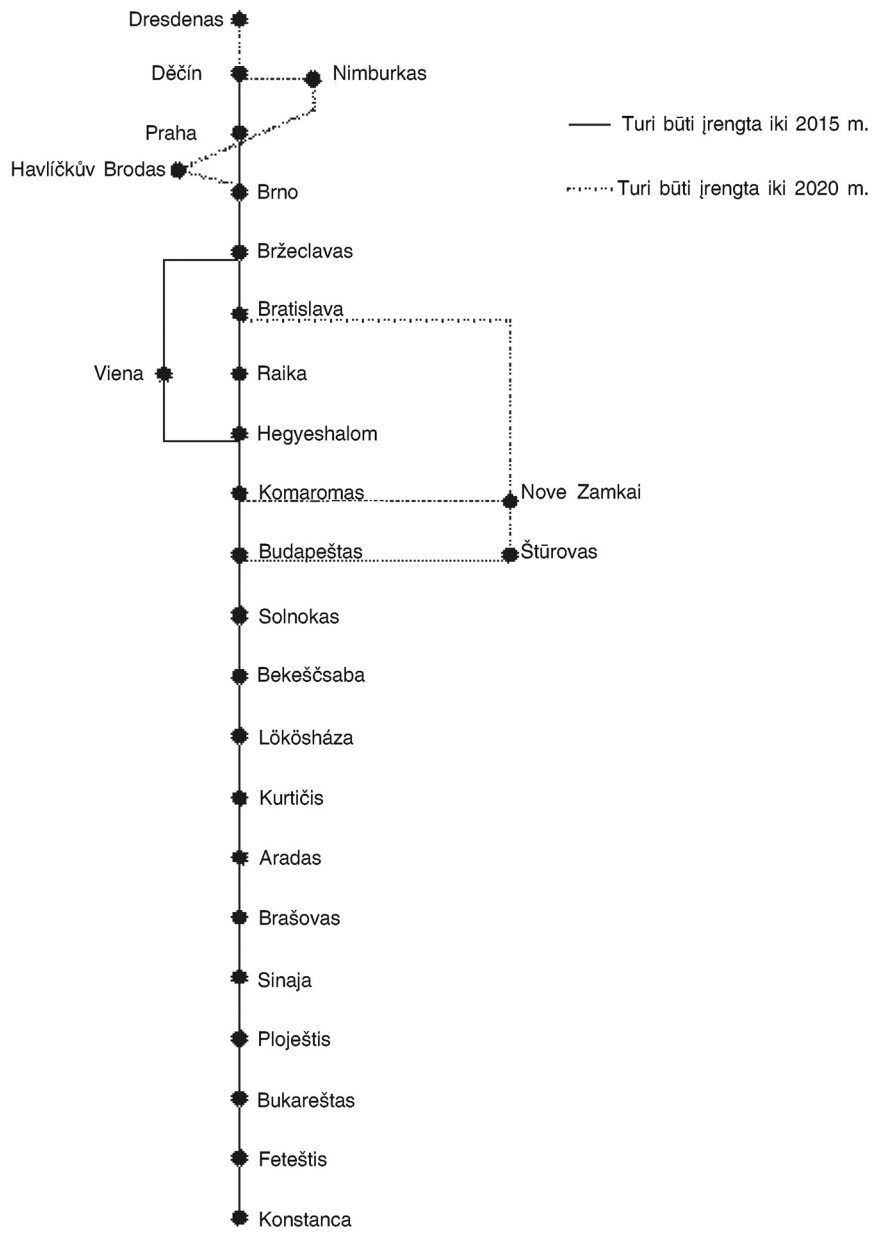 Dresdenas
Děčín
Nimburkas
Praha
Turi būti įrengta iki 2015 m.
Havlíčkův Brodas
Brno
Turi būti įrengta iki 2020 m.
Bržeclavas
Bratislava
Viena
Raika
Hegyeshalom
Komaromas
Nove Zamkai
Budapeštas
Štūrovas
Solnokas
Bekeščsaba
Lökösháza
Kurtičis
Aradas
Brašovas
Sinaja
Ploještis
Bukareštas
Feteštis
Konstanca